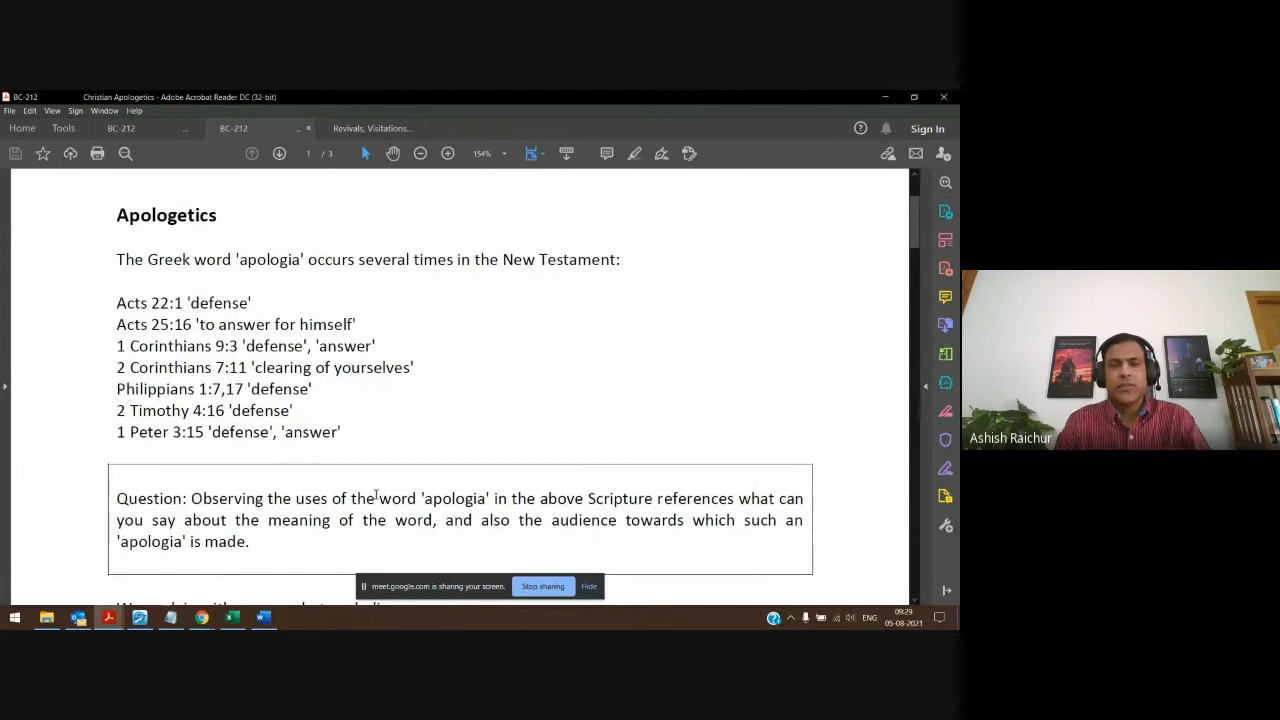 BC-212 Christian Apologetics - Adobe Acrobat Reader DC (32-bit)
File Edit View Sign Window Help
Home Tools BC-212 ... BC-212 ... × Revivals, Visitations... Sign In
1 / 3 154%
Apologetics
The Greek word 'apologia' occurs several times in the New Testament:
Acts 22:1 'defense'
Acts 25:16 'to answer for himself'
1 Corinthians 9:3 'defense', 'answer'
2 Corinthians 7:11 'clearing of yourselves'
Philippians 1:7,17 'defense'
2 Timothy 4:16 'defense'
1 Peter 3:15 'defense', 'answer'
Question: Observing the uses of the word 'apologia' in the above Scripture references what can
you say about the meaning of the word, and also the audience towards which such an
'apologia' is made.
meet.google.com is sharing your screen. Stop sharing Hide
ENG
09:29
05-08-2021
Ashish Raichur